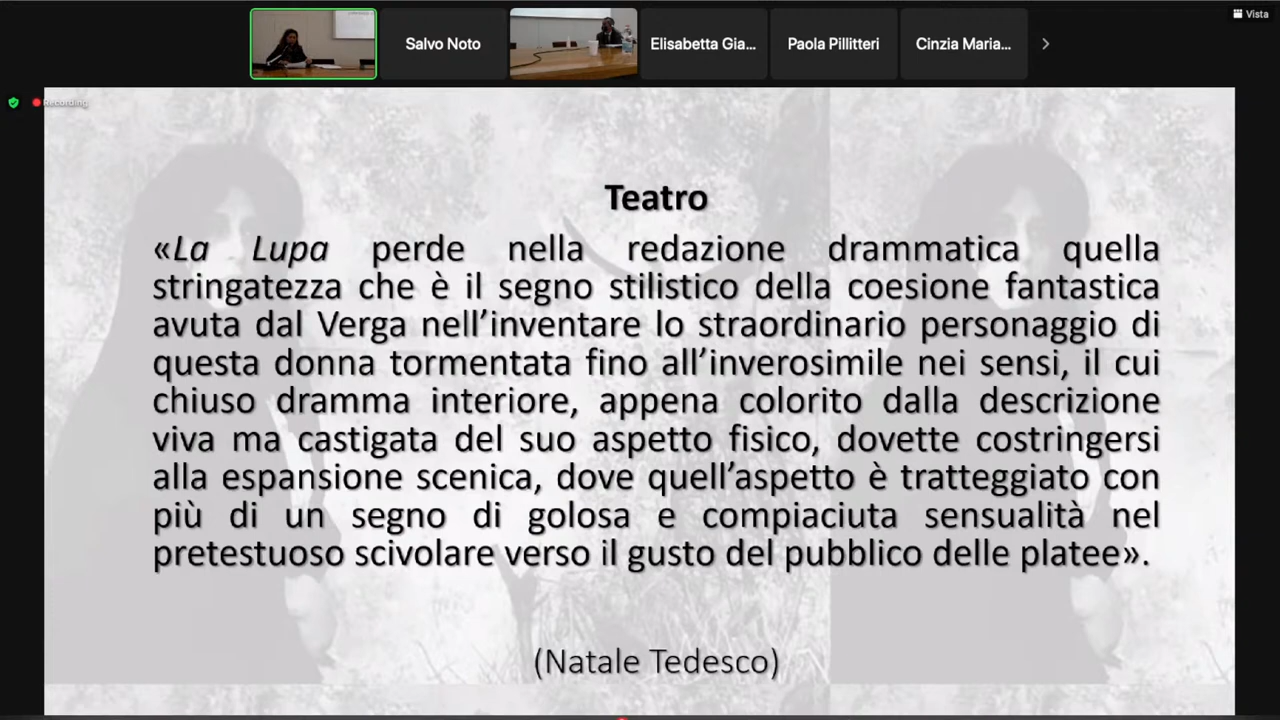 Vista
Salvo Noto
Elisabetta Gia...
Paola Pillitteri
Cinzia Maria...
Recording
Teatro
«La Lupa perde nella redazione drammatica quella
stringatezza che è il segno stilistico della coesione fantastica
avuta dal Verga nell’inventare lo straordinario personaggio di
questa donna tormentata fino all’inverosimile nei sensi, il cui
chiuso dramma interiore, appena colorito dalla descrizione
viva ma castigata del suo aspetto fisico, dovette costringersi
alla espansione scenica, dove quell’aspetto è tratteggiato con
più di un segno di golosa e compiaciuta sensualità nel
pretestuoso scivolare verso il gusto del pubblico delle platee».
(Natale Tedesco)